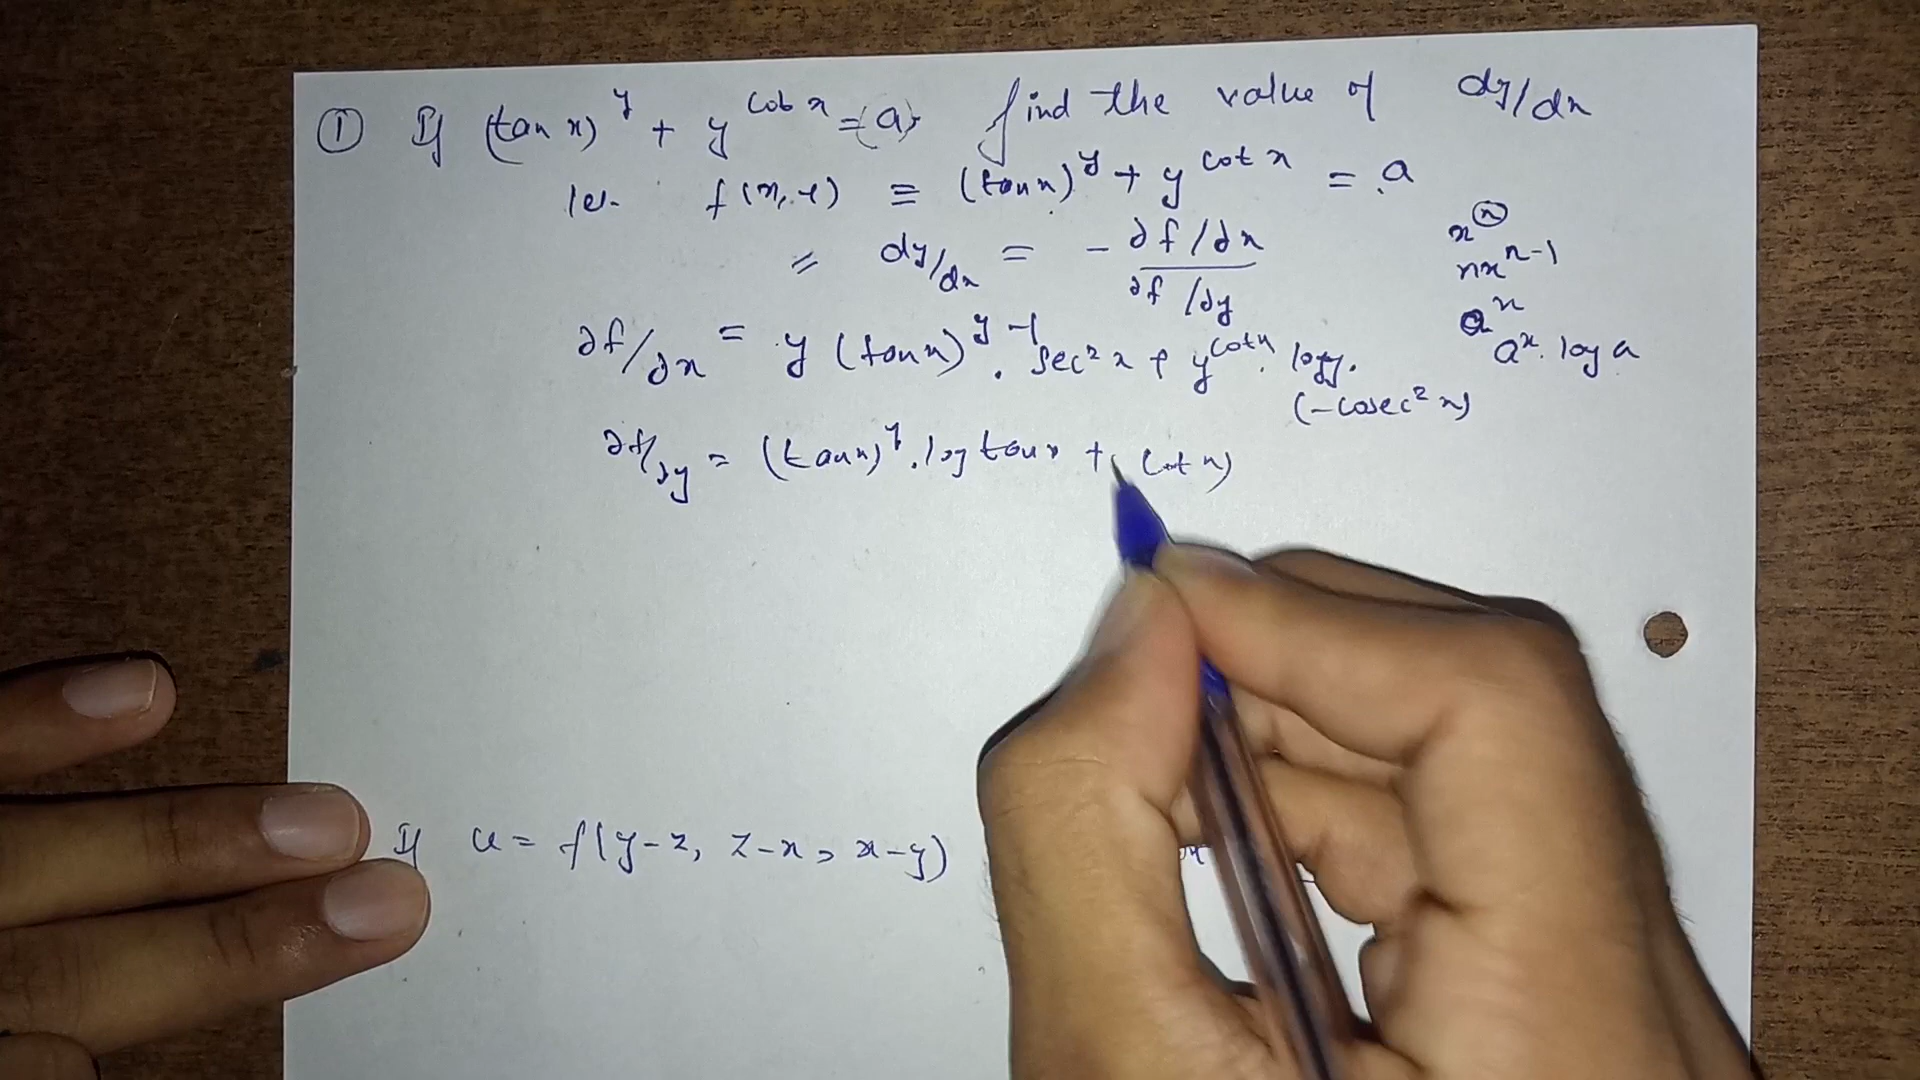 ① If (tan x)^y + y^cot x = (a) find the value of dy/dx
let f(x, y) ≡ (tan x)^y + y^cot x = a
= dy/dx = - ∂f/∂x / ∂f/∂y
x^n
nx^n-1
a^x
a^x . log a
∂f/∂x = y (tan x)^y-1 . sec² x + y^cot x . log y .
(-cosec² x)
∂f/∂y = (tan x)^y . log tan x + (cot x)
If u = f(y-z, z-x, x-y)